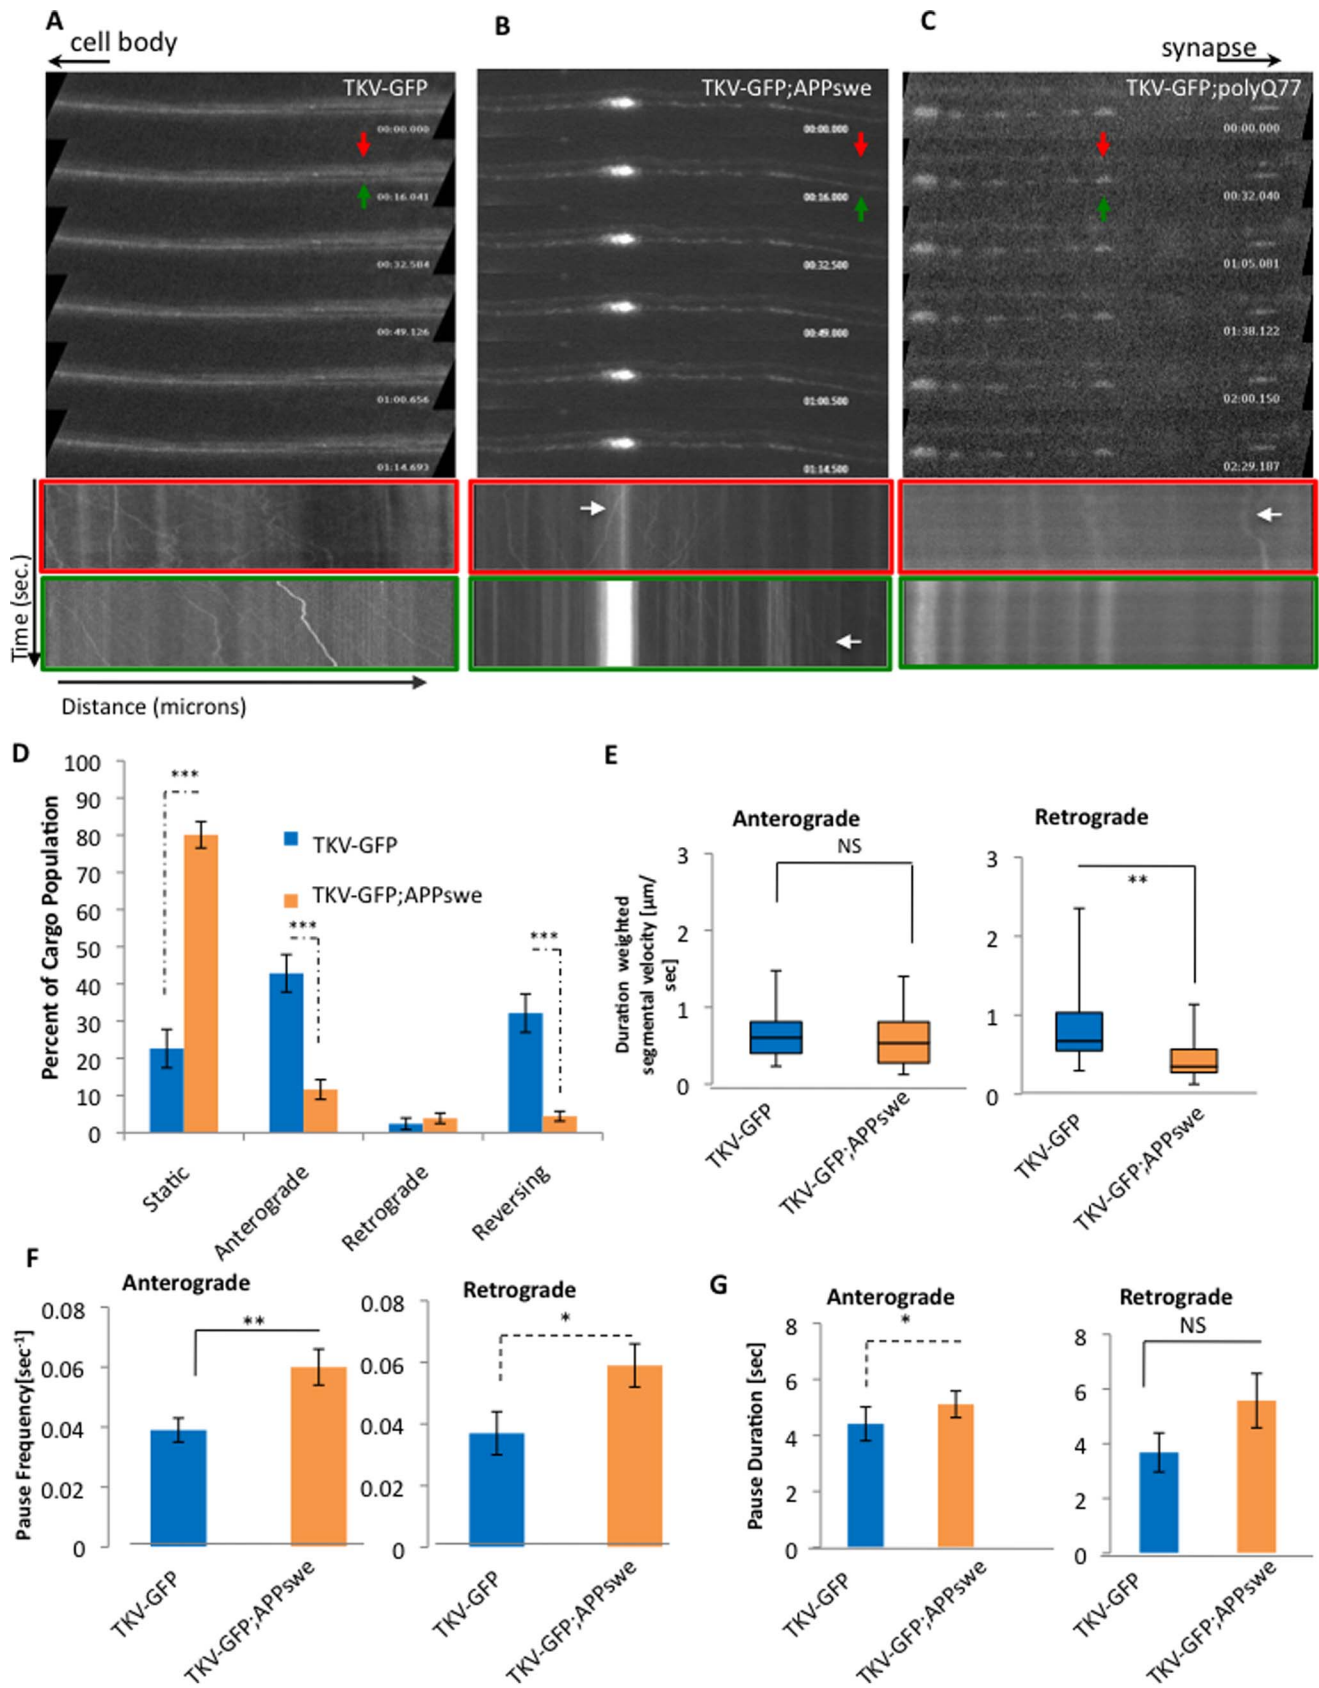 A
cell body
TKV-GFP
00:00.000
00:16.041
00:32.584
00:49.126
01:00.656
01:14.693
B
TKV-GFP;APPswe
00:00.000
00:16.000
00:32.500
00:49.000
01:00.500
01:14.500
C
synapse
TKV-GFP;polyQ77
00:00.000
00:32.040
01:05.081
01:38.122
02:00.150
02:29.187
Time (sec.)
Distance (microns)
D
Percent of Cargo Population
100
90
80
70
60
50
40
30
20
10
0
***
***
***
TKV-GFP
TKV-GFP;APPswe
Static
Anterograde
Retrograde
Reversing
E
Duration weighted
segmental velocity [µm/
sec]
Anterograde
NS
3
2
1
0
TKV-GFP
TKV-GFP;APPswe
Retrograde
**
3
2
1
0
TKV-GFP
TKV-GFP;APPswe
F
Pause Frequency[sec-1]
Anterograde
**
0.08
0.06
0.04
0.02
0
TKV-GFP
TKV-GFP;APPswe
Retrograde
*
0.08
0.06
0.04
0.02
0
TKV-GFP
TKV-GFP;APPswe
G
Pause Duration [sec]
Anterograde
*
8
6
4
2
0
TKV-GFP
TKV-GFP;APPswe
Retrograde
NS
8
6
4
2
0
TKV-GFP
TKV-GFP;APPswe